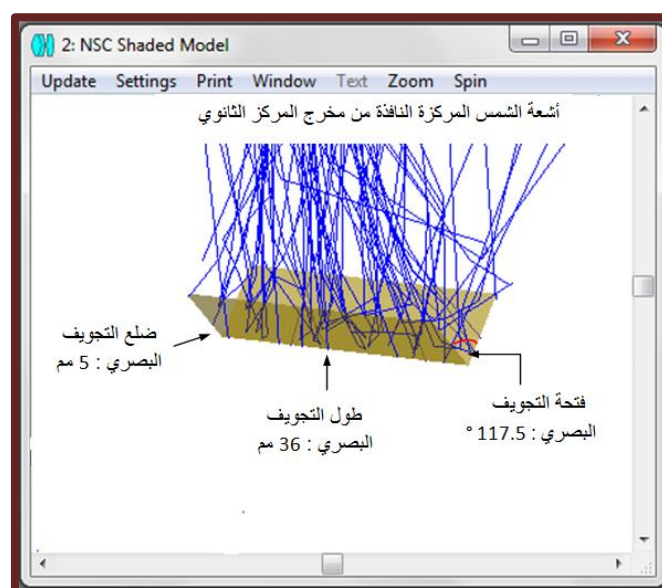 2: NSC Shaded Model
Update Settings Print Window Text Zoom Spin
أشعة الشمس المركزة النافذة من مخرج المركز الثانوي
ضلع التجويف
البصري : 5 مم
طول التجويف
البصري : 36 مم
فتحة التجويف
البصري : 117.5 °